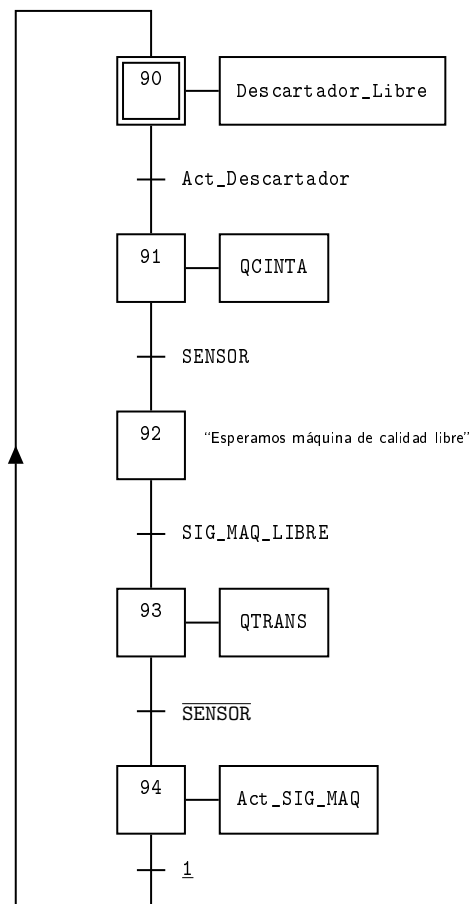 90
Descartador_Libre
Act_Descartador
91
QCINTA
SENSOR
92
“Esperamos máquina de calidad libre”
SIG_MAQ_LIBRE
93
QTRANS
SENSOR
94
Act_SIG_MAQ
1